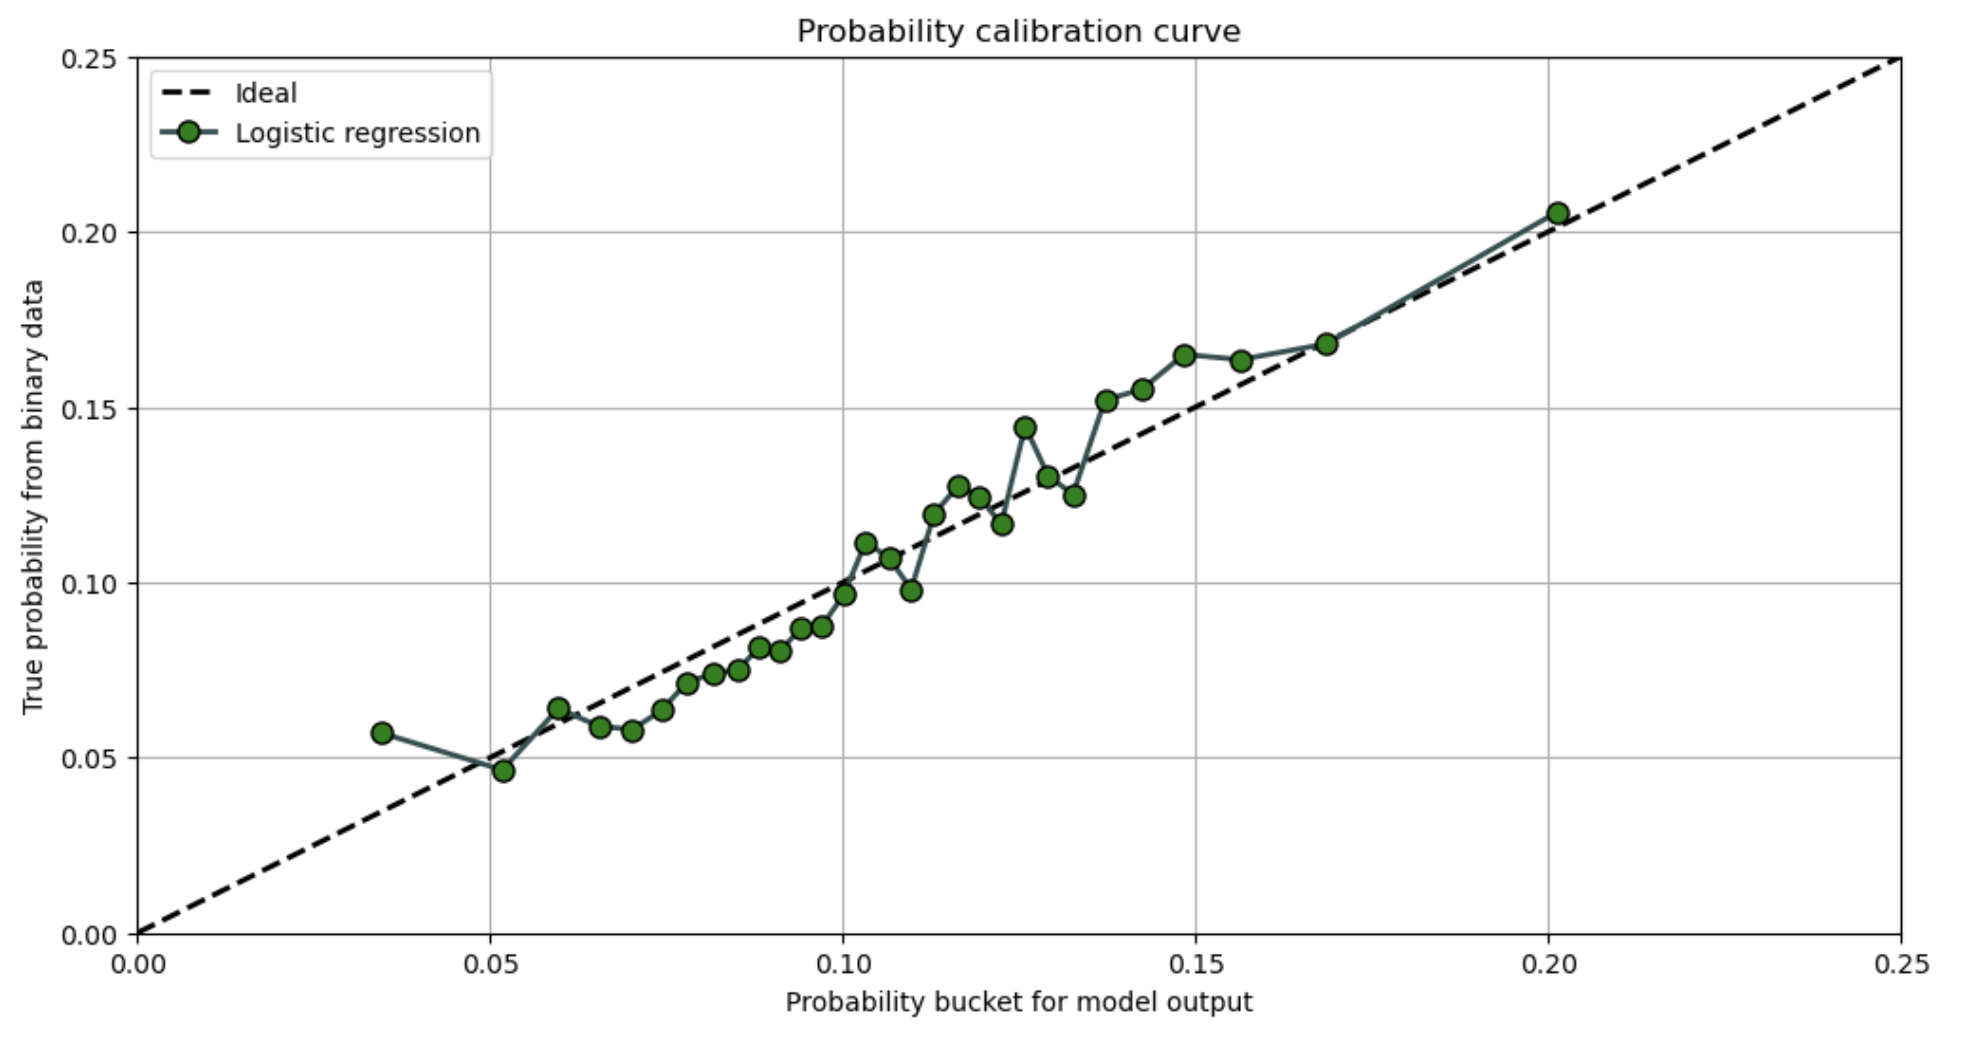 Probability calibration curve
Ideal
Logistic regression
True probability from binary data
0.25
0.20
0.15
0.10
0.05
0.00
0.00 0.05 0.10 0.15 0.20 0.25
Probability bucket for model output